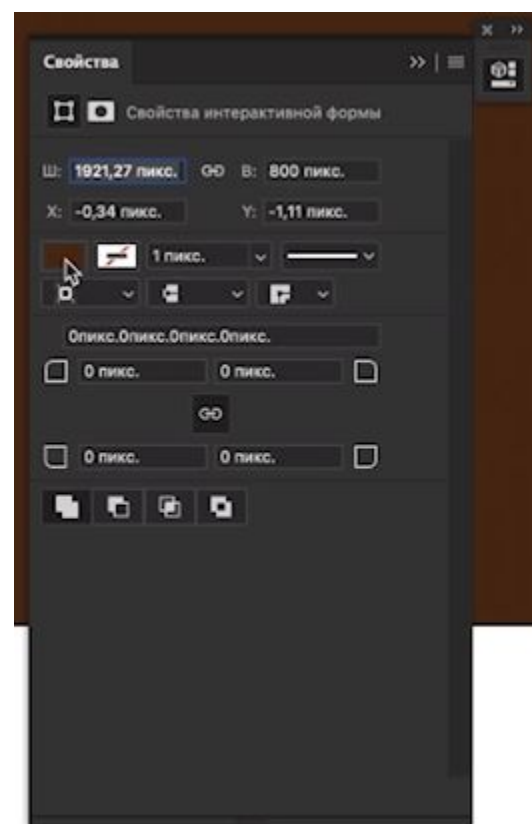 Свойства
Свойства интерактивной формы
Ш: 1921,27 пикс. В: 800 пикс.
X: -0,34 пикс. Y: -1,11 пикс.
1 пикс.
0пикс.0пикс.0пикс.0пикс.
0 пикс. 0 пикс.
0 пикс. 0 пикс.